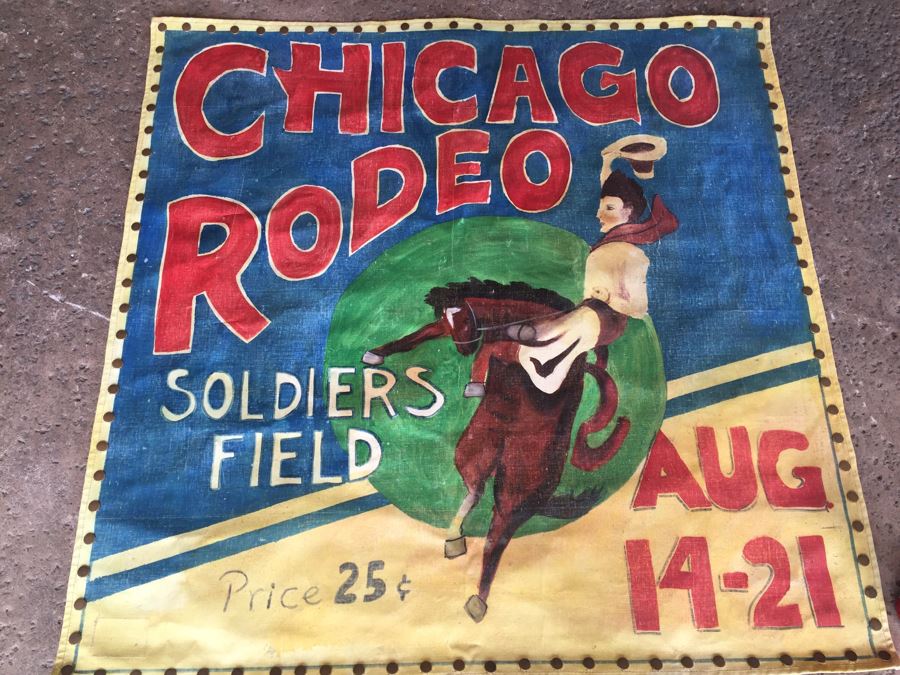 CHICAGO
RODEO
SOLDIERS
FIELD
AUG.
14-21
Price 25¢